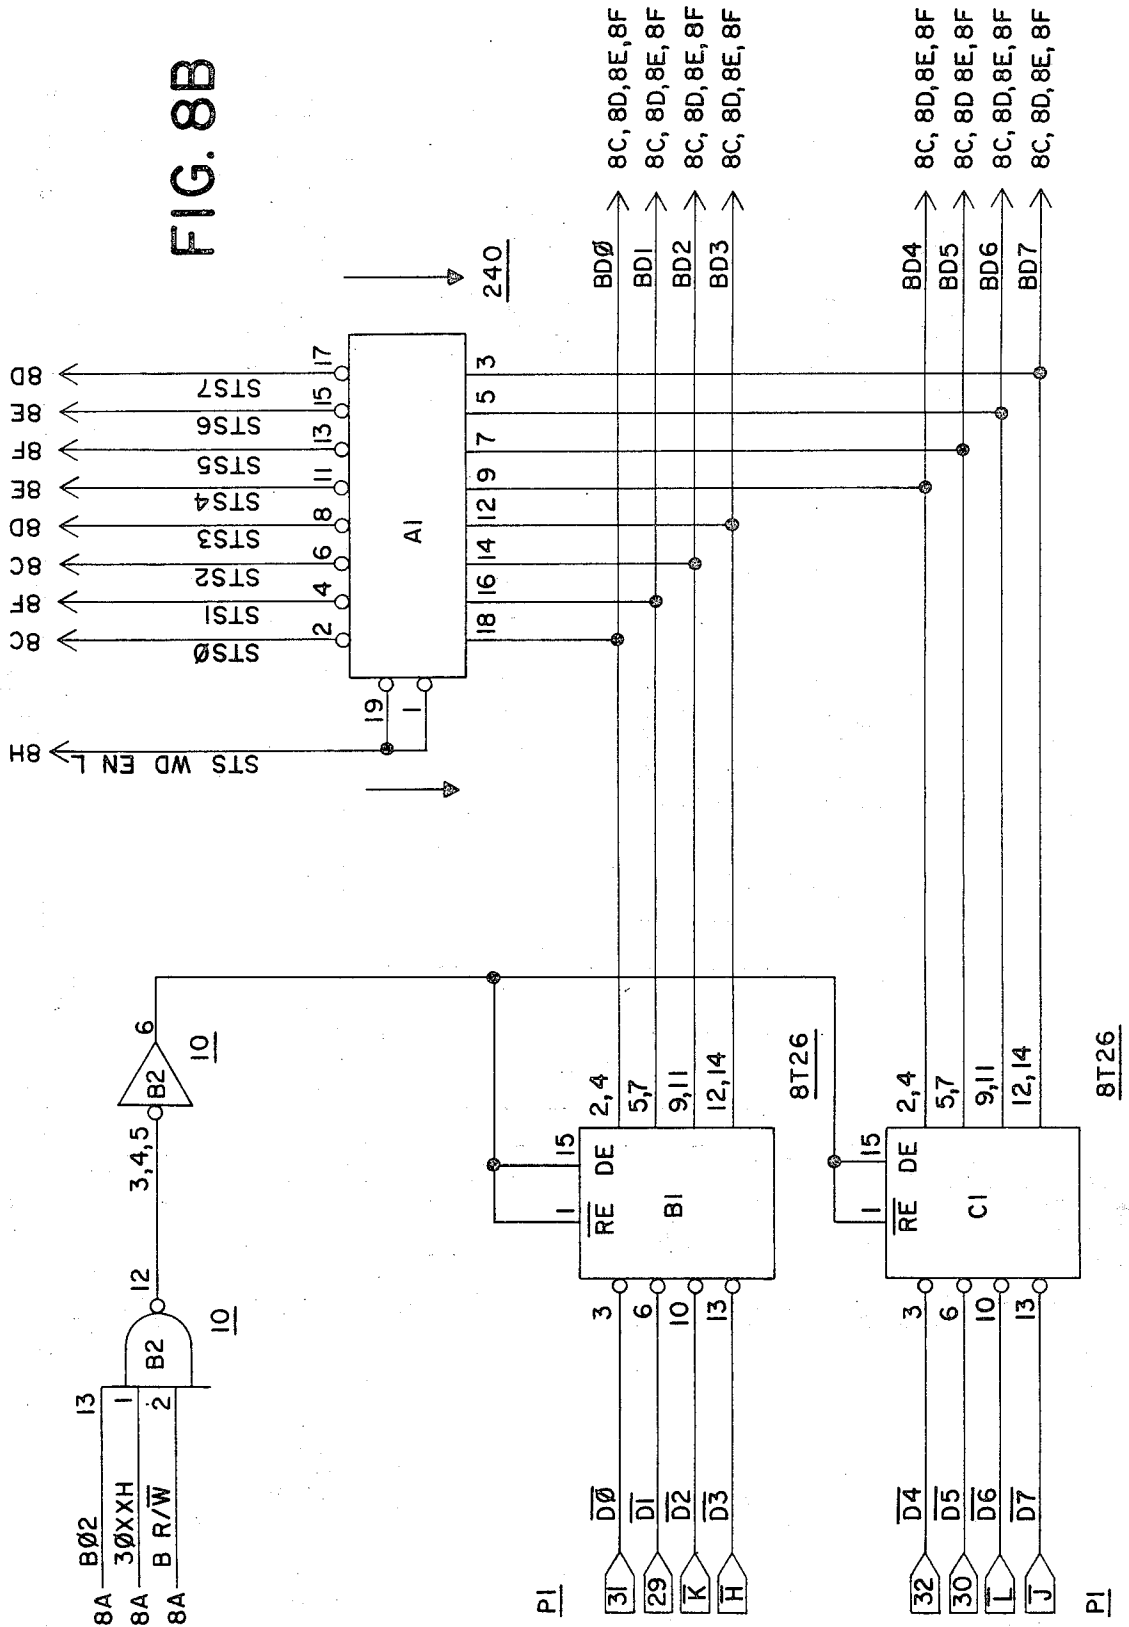 FIG. 8B
8D
8E
8F
8E
8D
8C
8F
8C
8H
STS7
STS6
STS5
STS4
STS3
STS2
STS1
STSØ
STS WD EN L
17
15
13
11
8
6
4
2
19
1
A1
3
5
7
9
12
14
16
18
240
8A BØ2 13
8A 3ØXXH 1
8A B R/W̅ 2
B2
10
12
3,4,5
B2
6
10
P1
31 D̅Ø̅ 3
29 D̅1̅ 6
K̅ D̅2̅ 10
H̅ D̅3̅ 13
1 15
R̅E̅ DE
B1
8T26
2,4 BDØ 8C, 8D, 8E, 8F
5,7 BD1 8C, 8D, 8E, 8F
9,11 BD2 8C, 8D, 8E, 8F
12,14 BD3 8C, 8D, 8E, 8F
32 D̅4̅ 3
30 D̅5̅ 6
L̅ D̅6̅ 10
J̅ D̅7̅ 13
P1
1 15
R̅E̅ DE
C1
8T26
2,4 BD4 8C, 8D, 8E, 8F
5,7 BD5 8C, 8D 8E, 8F
9,11 BD6 8C, 8D, 8E, 8F
12,14 BD7 8C, 8D, 8E, 8F